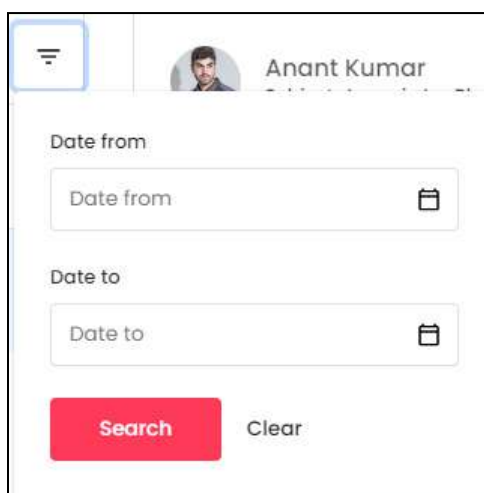 Anant Kumar
Date from
Date from
Date to
Date to
Search Clear